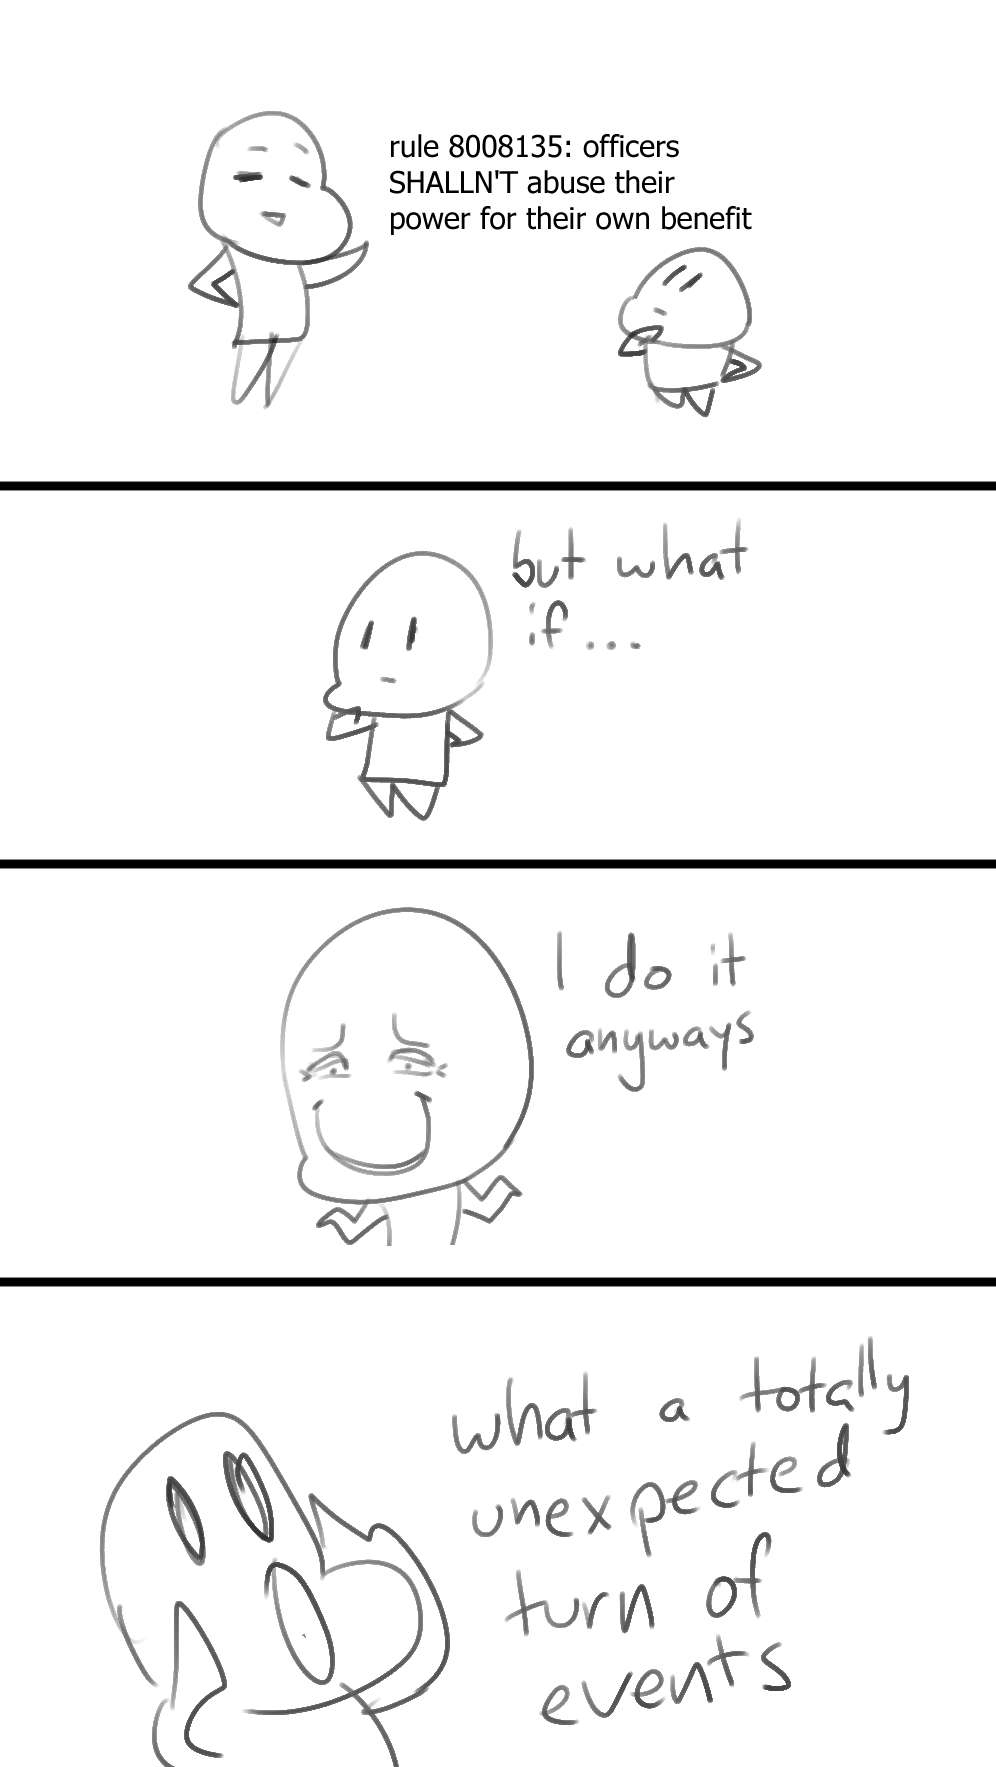 rule 8008135: officers
SHALLN'T abuse their
power for their own benefit
but what
if...
I do it
anyways
what a totally
unexpected
turn of
events